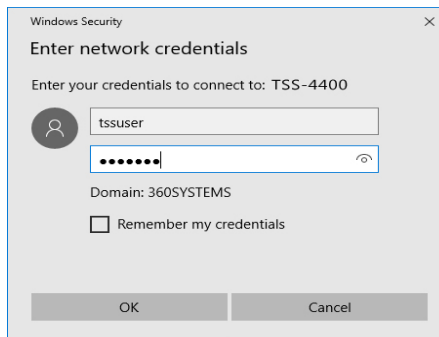 Windows Security
Enter network credentials
Enter your credentials to connect to: TSS-4400
tssuser
●●●●●●●
Domain: 360SYSTEMS
Remember my credentials
OK
Cancel